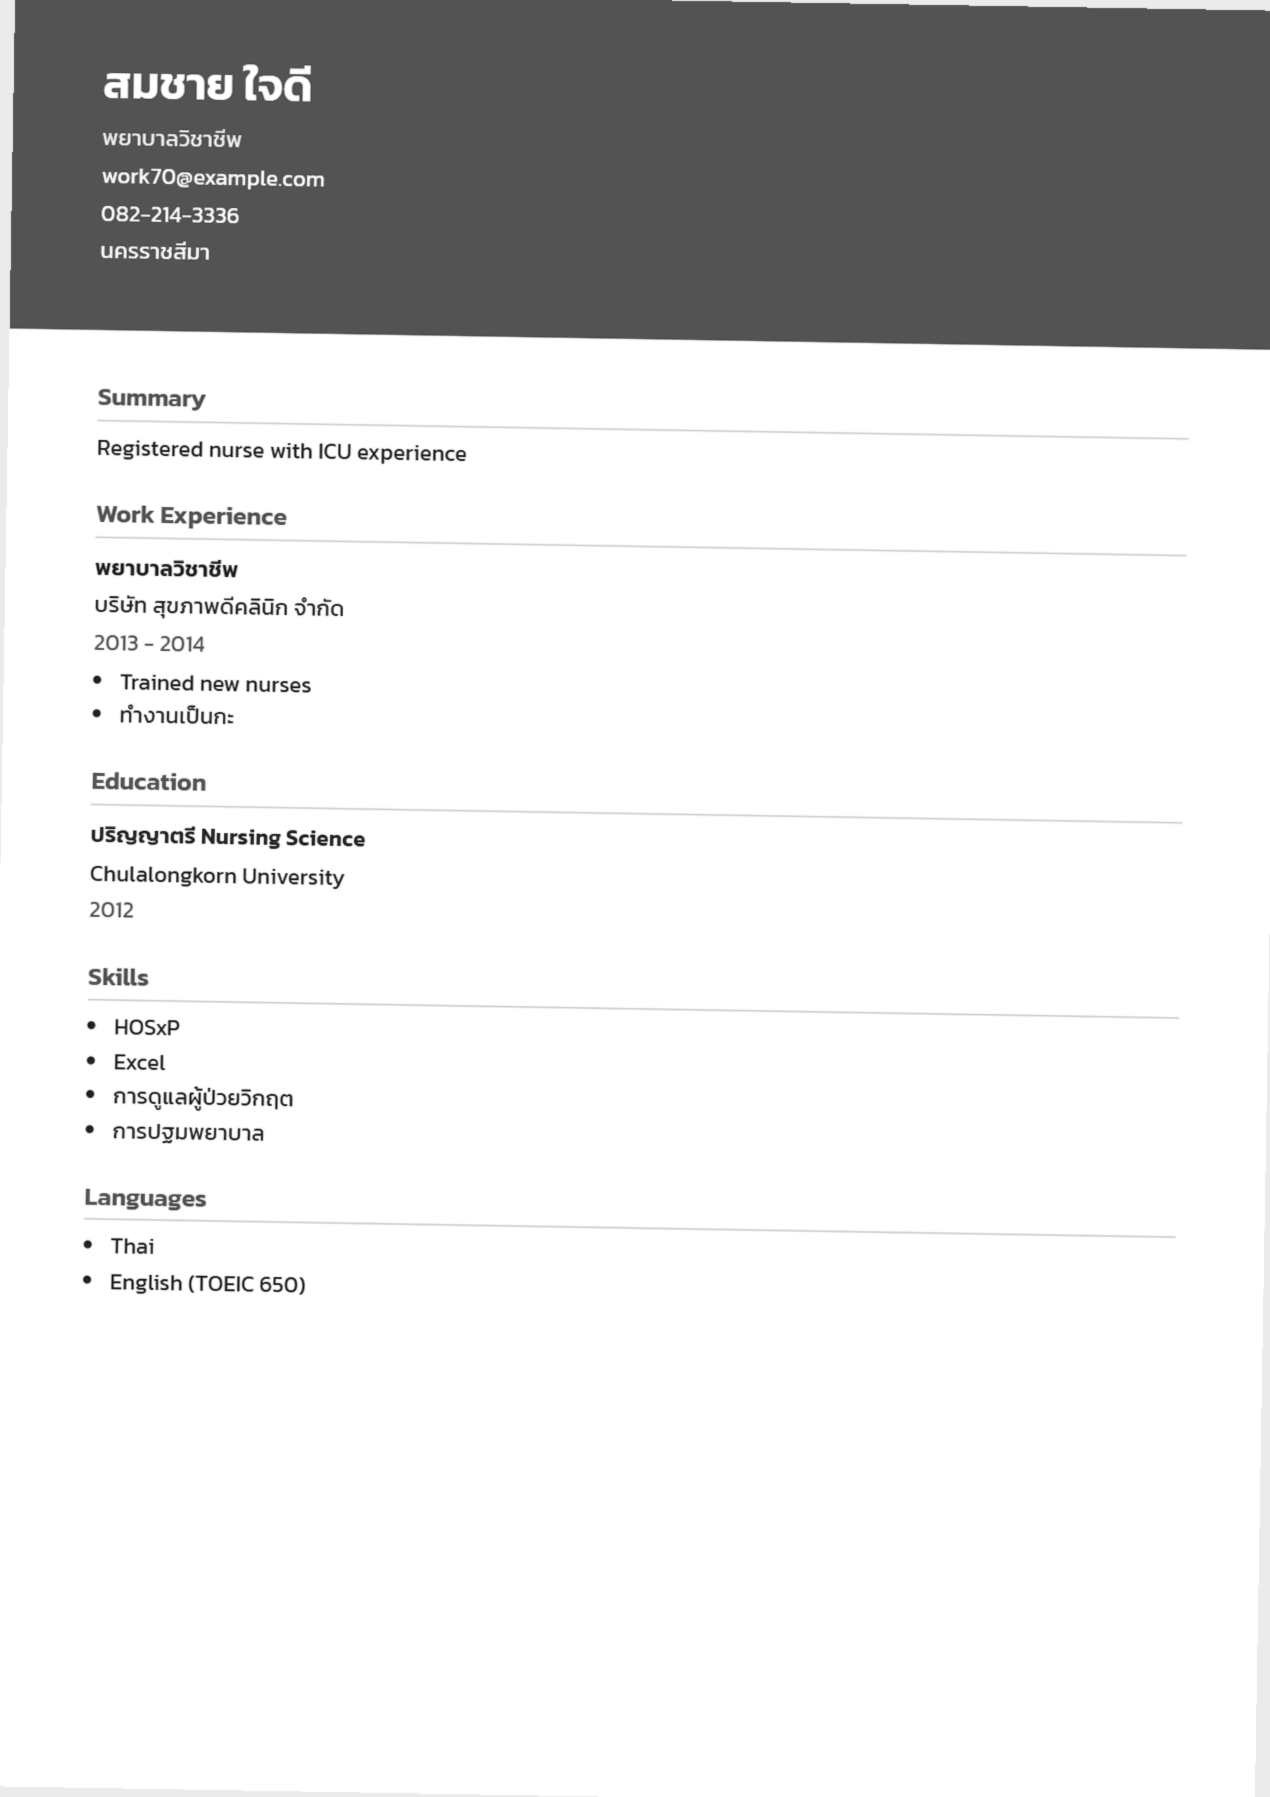 สมชาย ใจดี
พยาบาลวิชาชีพ
work70@example.com
082-214-3336
นครราชสีมา
Summary
Registered nurse with ICU experience
Work Experience
พยาบาลวิชาชีพ
บริษัท สุขภาพดีคลินิก จำกัด
2013 - 2014
• Trained new nurses
• ทำงานเป็นกะ
Education
ปริญญาตรี Nursing Science
Chulalongkorn University
2012
Skills
• HOSxP
• Excel
• การดูแลผู้ป่วยวิกฤต
• การปฐมพยาบาล
Languages
• Thai
• English (TOEIC 650)